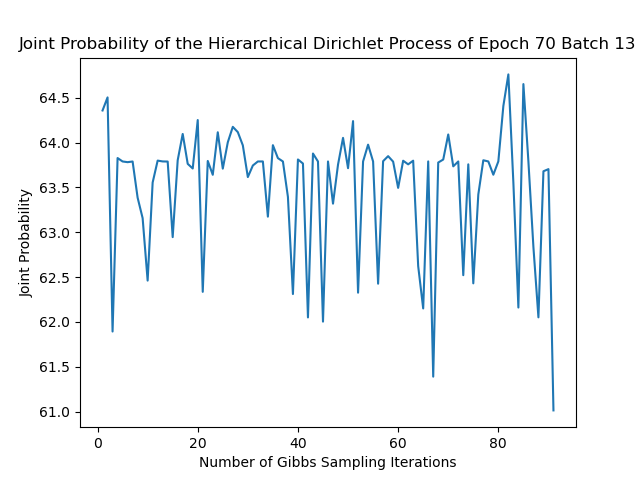 Joint Probability of the Hierarchical Dirichlet Process of Epoch 70 Batch 13
64.5
64.0
63.5
63.0
62.5
62.0
61.5
61.0
Joint Probability
0 20 40 60 80
Number of Gibbs Sampling Iterations